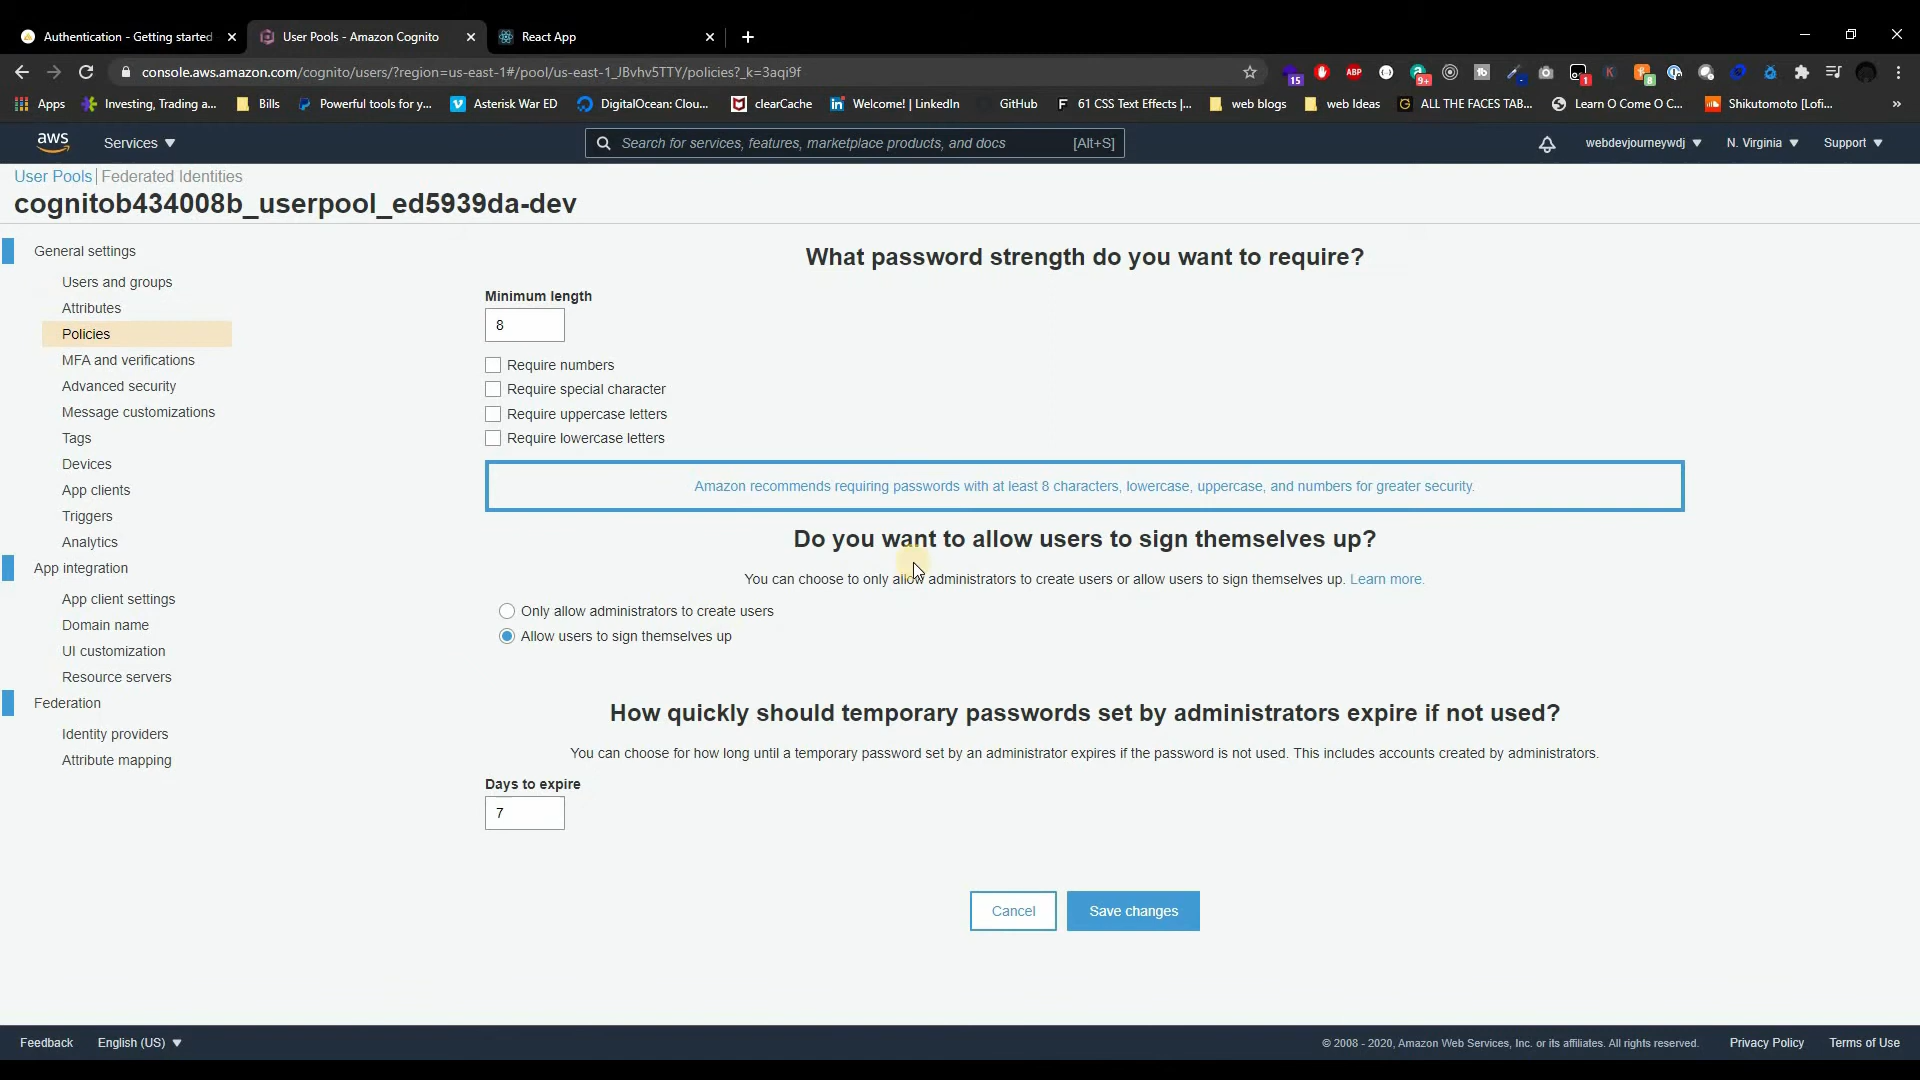 Authentication - Getting started
User Pools - Amazon Cognito
React App
console.aws.amazon.com/cognito/users/?region=us-east-1#/pool/us-east-1_JBvhv5TTY/policies?_k=3aqi9f
15
ABP
9+
1
8
Apps
Investing, Trading a...
Bills
Powerful tools for y...
Asterisk War ED
DigitalOcean: Clou...
clearCache
Welcome! | LinkedIn
GitHub
61 CSS Text Effects |...
web blogs
web Ideas
ALL THE FACES TAB...
Learn O Come O C...
Shikutomoto [Lofi...
»
aws
Services
Search for services, features, marketplace products, and docs
[Alt+S]
webdevjourneywdj
N. Virginia
Support
User Pools | Federated Identities
cognitob434008b_userpool_ed5939da-dev
General settings
Users and groups
Attributes
Policies
MFA and verifications
Advanced security
Message customizations
Tags
Devices
App clients
Triggers
Analytics
App integration
App client settings
Domain name
UI customization
Resource servers
Federation
Identity providers
Attribute mapping
What password strength do you want to require?
Minimum length
8
Require numbers
Require special character
Require uppercase letters
Require lowercase letters
Amazon recommends requiring passwords with at least 8 characters, lowercase, uppercase, and numbers for greater security.
Do you want to allow users to sign themselves up?
You can choose to only allow administrators to create users or allow users to sign themselves up. Learn more.
Only allow administrators to create users
Allow users to sign themselves up
How quickly should temporary passwords set by administrators expire if not used?
You can choose for how long until a temporary password set by an administrator expires if the password is not used. This includes accounts created by administrators.
Days to expire
7
Cancel
Save changes
Feedback
English (US)
© 2008 - 2020, Amazon Web Services, Inc. or its affiliates. All rights reserved.
Privacy Policy
Terms of Use